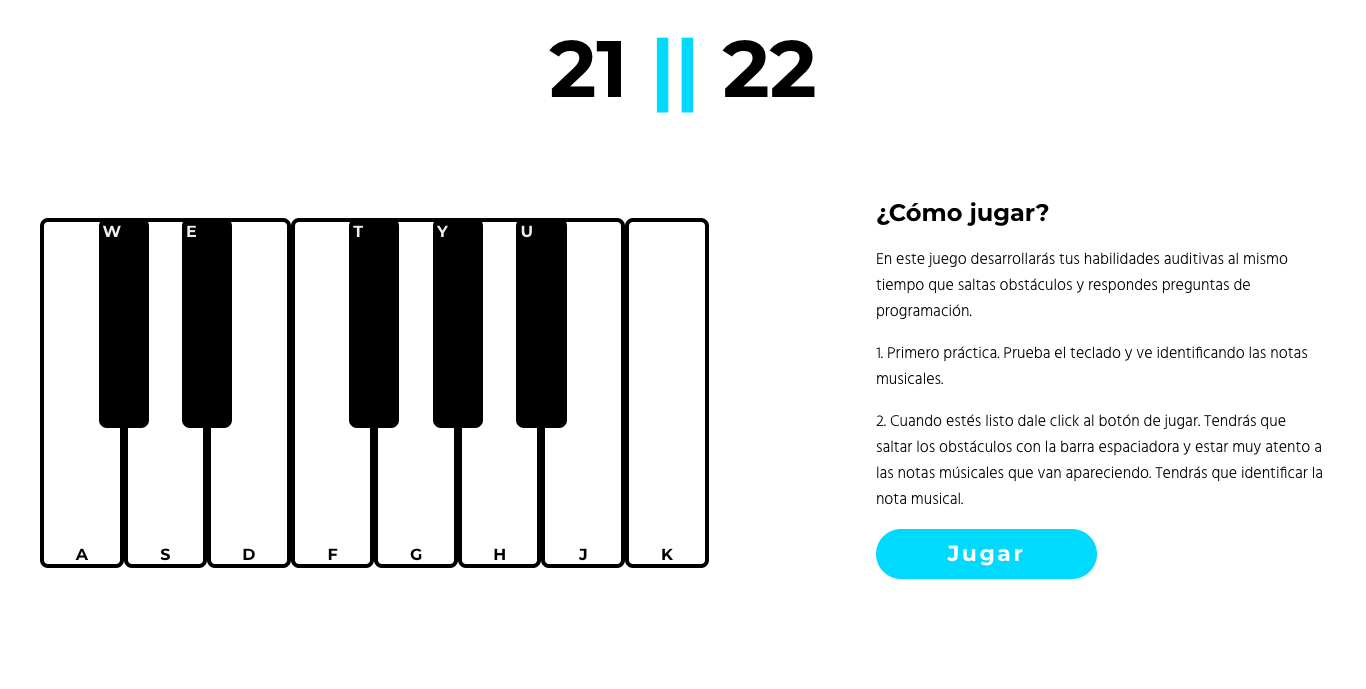 21 || 22
W E T Y U
A S D F G H J K
¿Cómo jugar?
En este juego desarrollarás tus habilidades auditivas al mismo
tiempo que saltas obstáculos y respondes preguntas de
programación.
1. Primero práctica. Prueba el teclado y ve identificando las notas
musicales.
2. Cuando estés listo dale click al botón de jugar. Tendrás que
saltar los obstáculos con la barra espaciadora y estar muy atento a
las notas músicales que van apareciendo. Tendrás que identificar la
nota musical.
Jugar